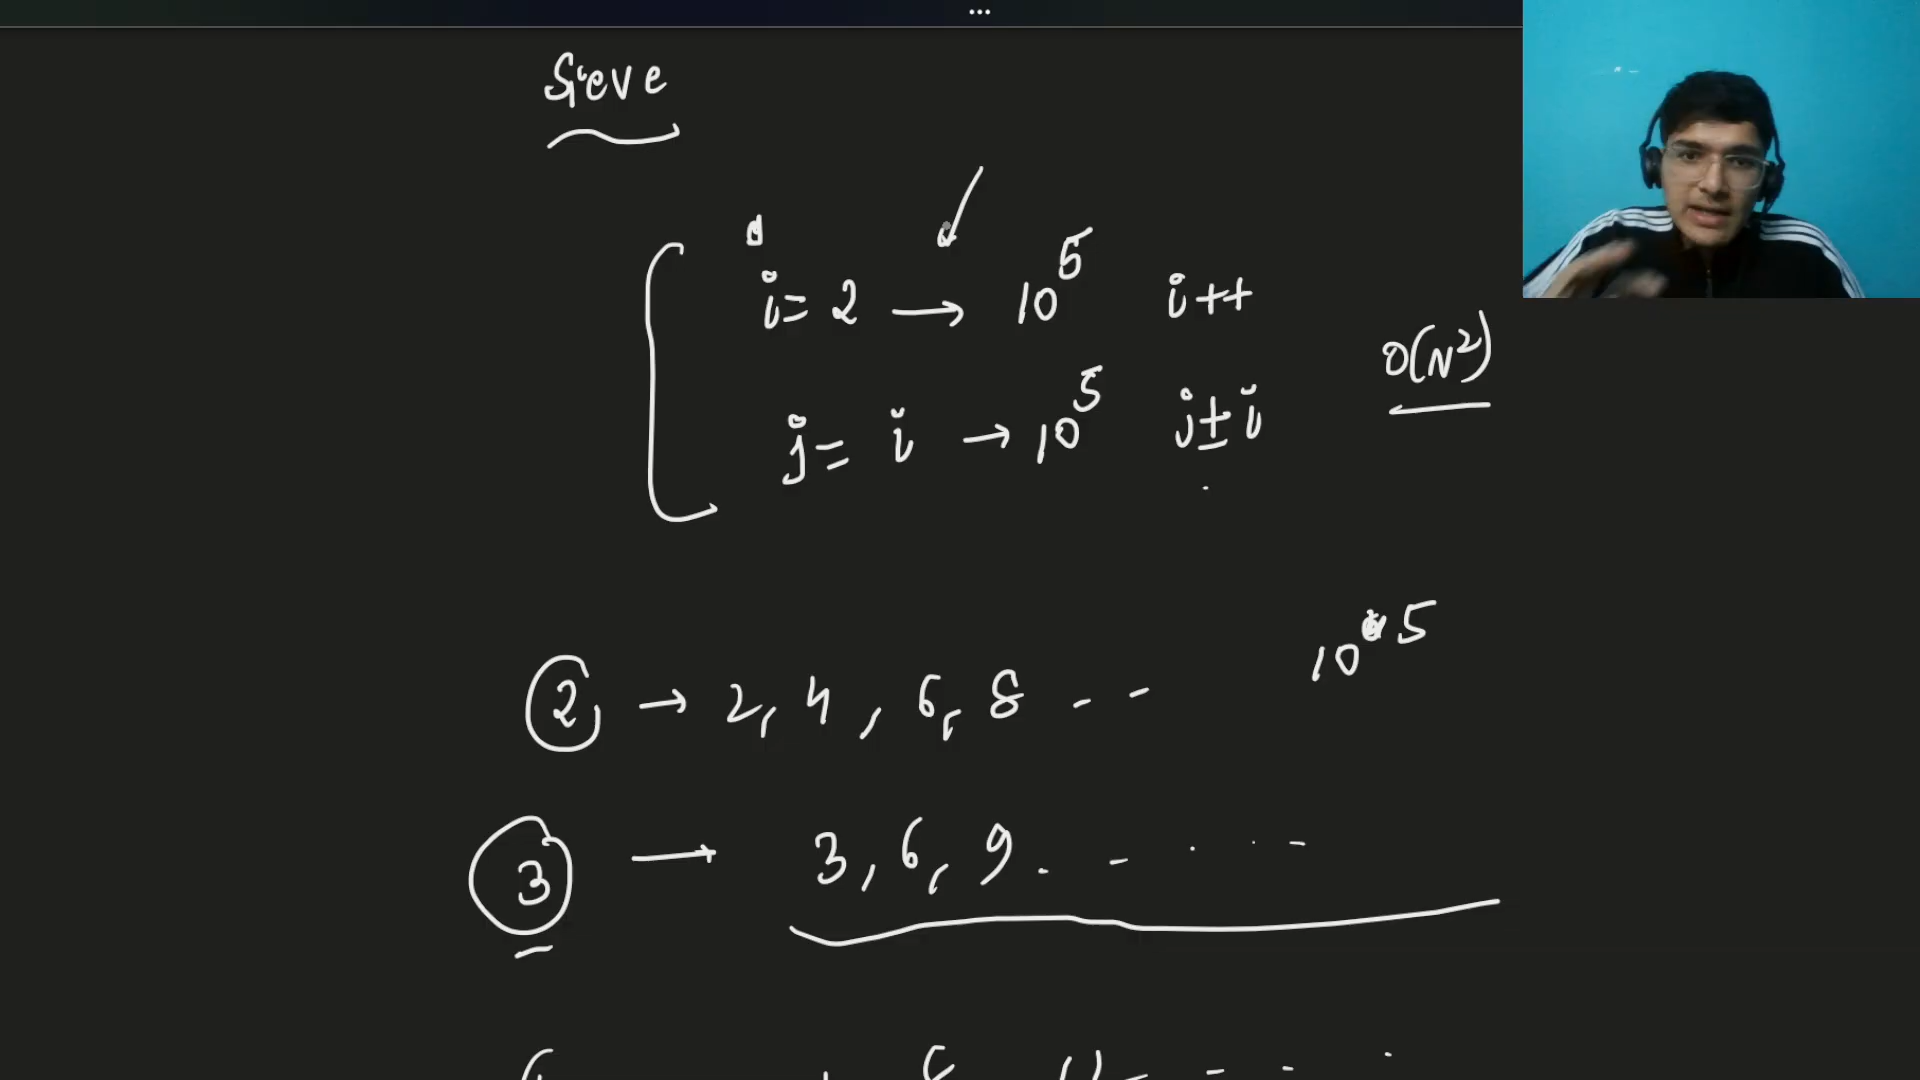 Sieve
i = 2 → 10^5 i++
O(N^2)
j = i → 10^5 j += i
10^5
2 → 2, 4, 6, 8 . -
3 → 3, 6, 9 . - . . -